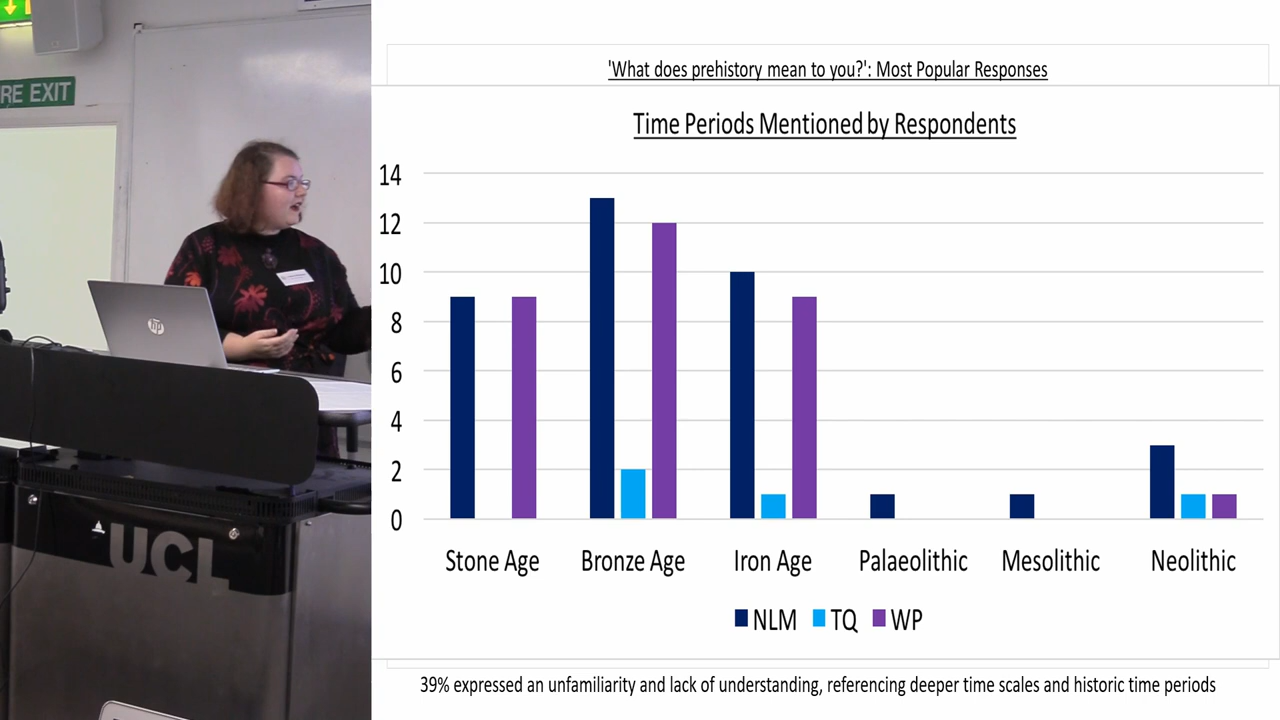 RE EXIT
hp
UCL
'What does prehistory mean to you?': Most Popular Responses
Time Periods Mentioned by Respondents
14
12
10
8
6
4
2
0
Stone Age Bronze Age Iron Age Palaeolithic Mesolithic Neolithic
NLM TQ WP
39% expressed an unfamiliarity and lack of understanding, referencing deeper time scales and historic time periods